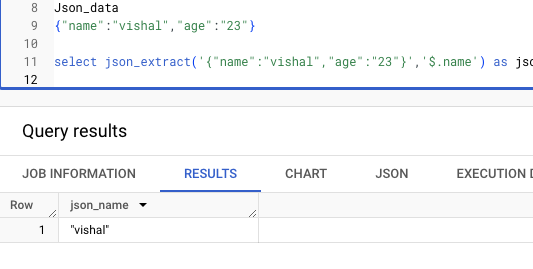 8 Json_data
9 {"name":"vishal","age":"23"}
10
11 select json_extract('{"name":"vishal","age":"23"}','$.name') as
12
Query results
JOB INFORMATION RESULTS CHART JSON EXECUTION
Row json_name
1 "vishal"